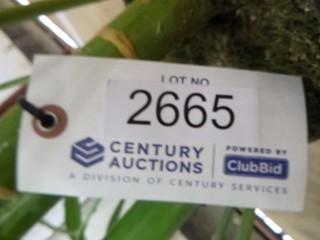 LOT NO.
2665
CENTURY AUCTIONS
POWERED BY
ClubBid
A DIVISION OF CENTURY SERVICES